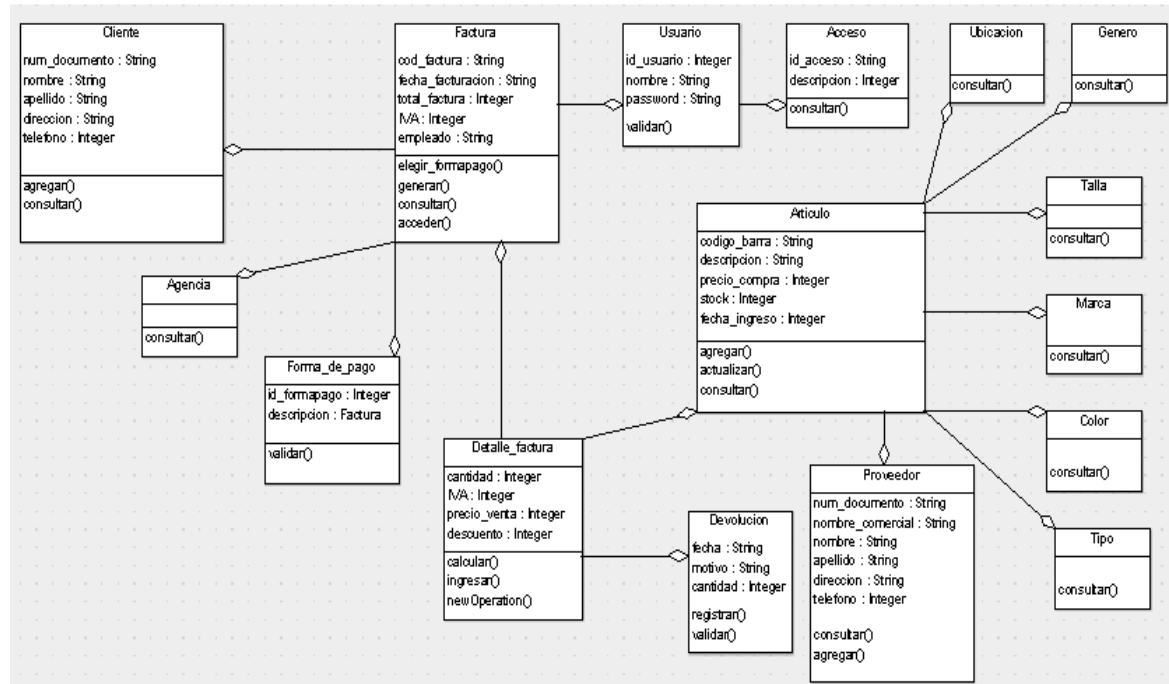 Cliente
num_documento : String
nombre : String
apellido : String
direccion : String
telefono : Integer
agregar()
consultar()
Factura
cod_factura : String
fecha_facturacion : String
total_factura : Integer
IVA : Integer
empleado : String
elegir_formapago()
generar()
consultar()
acceder()
Usuario
id_usuario : Integer
nombre : String
password : String
validar()
Acceso
id_acceso : String
descripcion : Integer
consultar()
Ubicacion
consultar()
Genero
consultar()
Talla
consultar()
Articulo
codigo_barra : String
descripcion : String
precio_compra : Integer
stock : Integer
fecha_ingreso : Integer
agregar()
actualizar()
consultar()
Agencia
consultar()
Marca
consultar()
Forma_de_pago
id_formapago : Integer
descripcion : Factura
validar()
Color
consultar()
Detalle_factura
cantidad : Integer
IVA : Integer
precio_venta : Integer
descuento : Integer
calcular()
ingresar()
newOperation()
Proveedor
num_documento : String
nombre_comercial : String
nombre : String
apellido : String
direccion : String
telefono : Integer
consultar()
agregar()
Devolucion
fecha : String
motivo : String
cantidad : Integer
registrar()
validar()
Tipo
consultar()